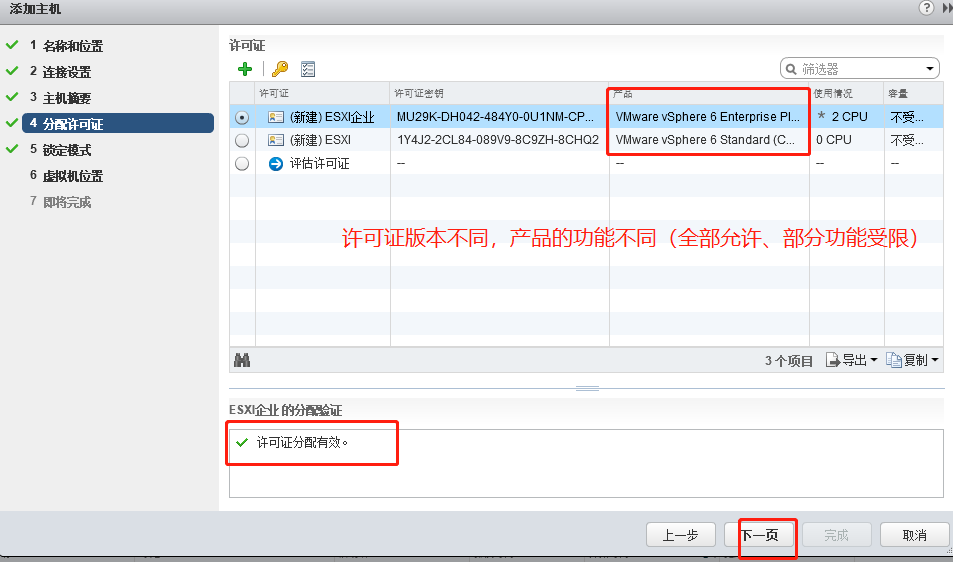 添加主机
1 名称和位置
2 连接设置
3 主机摘要
4 分配许可证
5 锁定模式
6 虚拟机位置
7 即将完成
许可证
筛选器
许可证 许可证密钥 产品 使用情况 容量
(新建) ESXI企业 MU29K-DH042-484Y0-0U1NM-CP... VMware vSphere 6 Enterprise Pl... * 2 CPU 不受...
(新建) ESXI 1Y4J2-2CL84-089V9-8C9ZH-8CHQ2 VMware vSphere 6 Standard (C... 0 CPU 不受...
评估许可证 -- -- -- --
许可证版本不同，产品的功能不同（全部允许、部分功能受限）
3 个项目 导出 复制
ESXI企业 的分配验证
许可证分配有效。
上一步 下一页 完成 取消